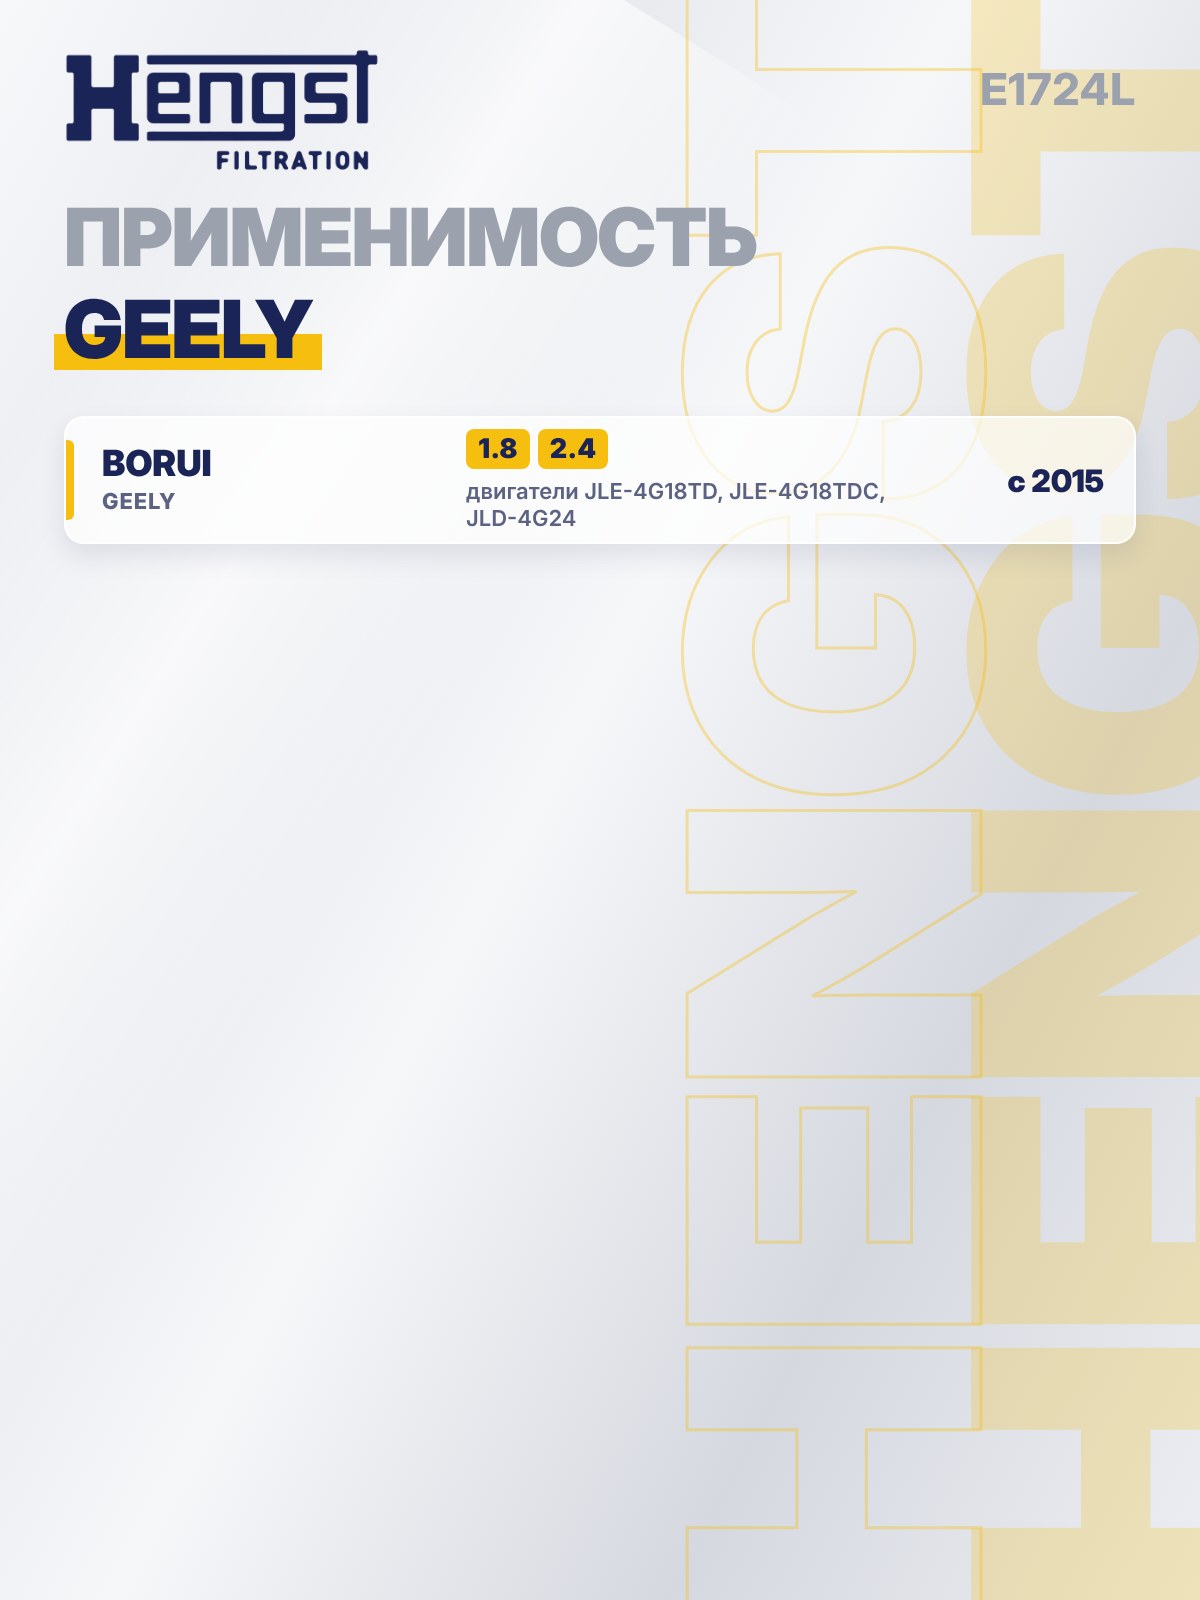 Hengst
FILTRATION
E1724L
ПРИМЕНИМОСТЬ
GEELY
BORUI
GEELY
1.8 2.4
двигатели JLE-4G18TD, JLE-4G18TDC,
JLD-4G24
с 2015
HENGST
HENGST